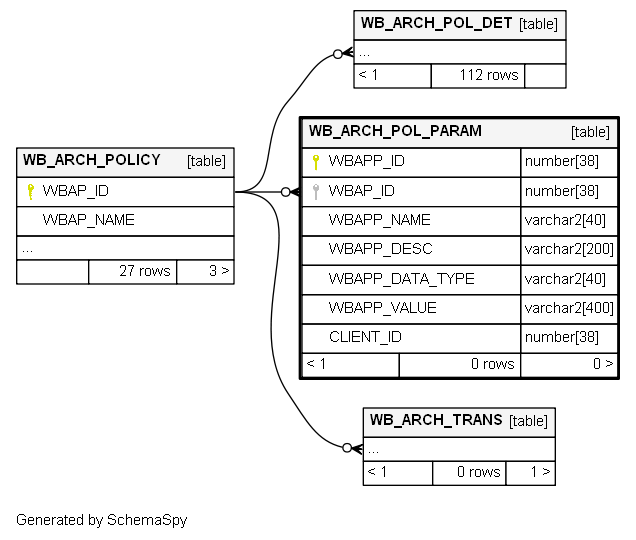 WB_ARCH_POL_DET [table]
...
< 1 112 rows
WB_ARCH_POLICY [table]
WBAP_ID
WBAP_NAME
...
27 rows 3 >
WB_ARCH_POL_PARAM [table]
WBAPP_ID number[38]
WBAP_ID number[38]
WBAPP_NAME varchar2[40]
WBAPP_DESC varchar2[200]
WBAPP_DATA_TYPE varchar2[40]
WBAPP_VALUE varchar2[400]
CLIENT_ID number[38]
< 1 0 rows 0 >
WB_ARCH_TRANS [table]
...
< 1 0 rows 1 >
Generated by SchemaSpy